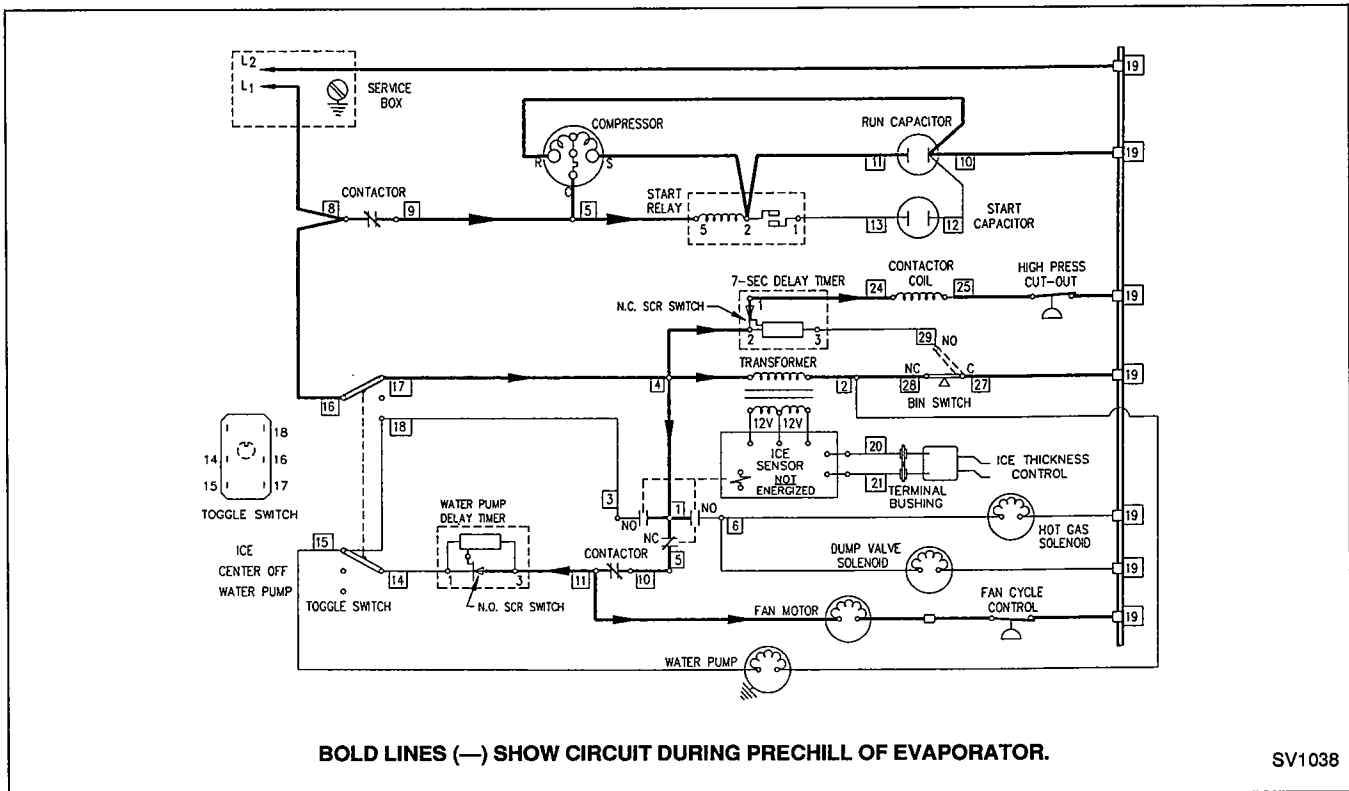 L2
19
L1
SERVICE
BOX
COMPRESSOR
RUN CAPACITOR
R
S
C
11
10
19
CONTACTOR
8
9
5
START
RELAY
5
2
1
13
12
START
CAPACITOR
7-SEC DELAY TIMER
CONTACTOR
COIL
HIGH PRESS
CUT-OUT
N.C. SCR SWITCH
1
24
25
19
2
3
29
NO
TRANSFORMER
17
4
2
NC
C
19
28
27
BIN SWITCH
16
18
12V
12V
18
14
16
15
17
TOGGLE SWITCH
ICE
SENSOR
NOT
ENERGIZED
20
21
TERMINAL
BUSHING
ICE THICKNESS
CONTROL
3
NO
1
NO
6
19
HOT GAS
SOLENOID
WATER PUMP
DELAY TIMER
NC
5
15
ICE
CENTER OFF
WATER PUMP
14
1
3
11
CONTACTOR
10
DUMP VALVE
SOLENOID
19
TOGGLE SWITCH
N.O. SCR SWITCH
FAN MOTOR
FAN CYCLE
CONTROL
19
WATER PUMP
BOLD LINES (—) SHOW CIRCUIT DURING PRECHILL OF EVAPORATOR.
SV1038